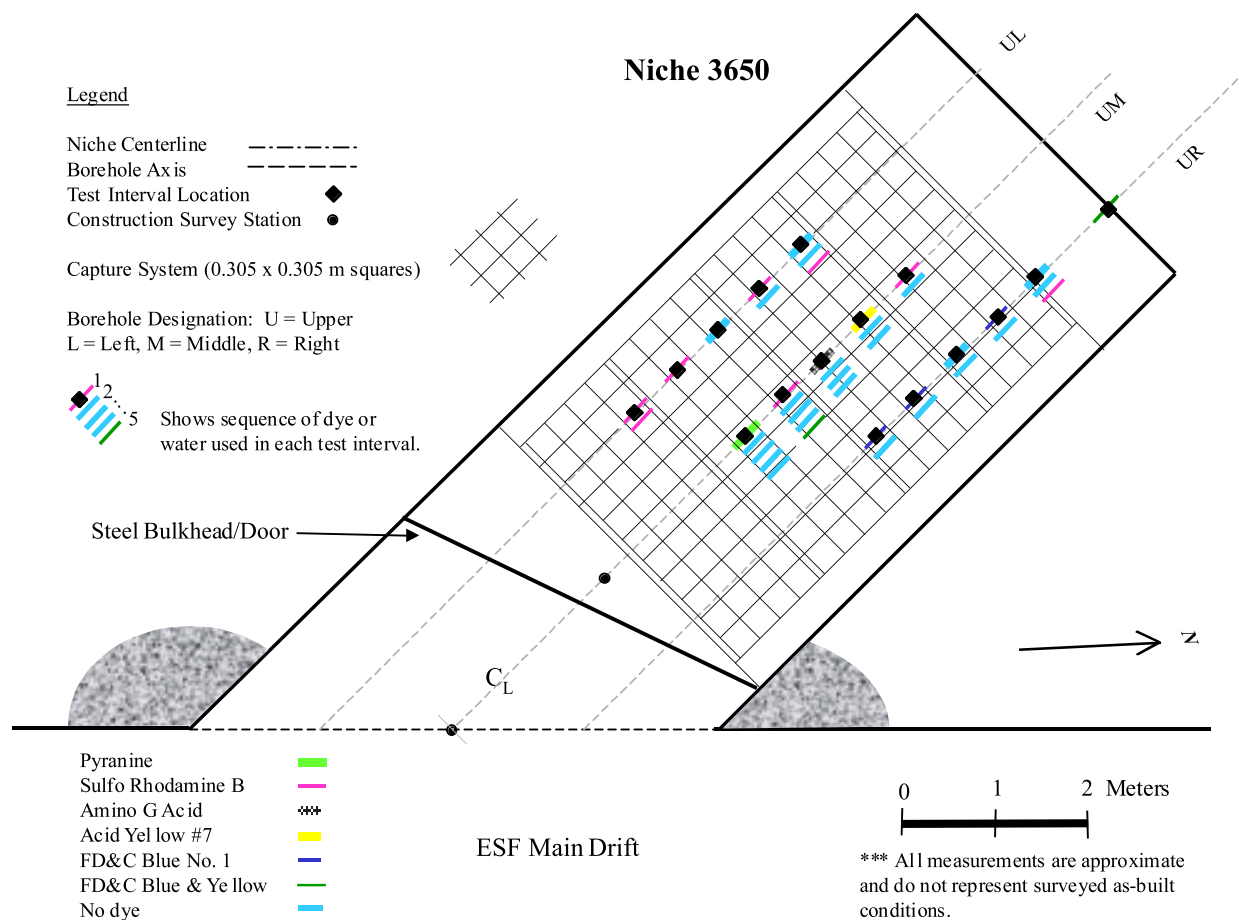 Niche 3650
UL
UM
UR
Legend
Niche Centerline
Borehole Axis
Test Interval Location
Construction Survey Station
Capture System (0.305 x 0.305 m squares)
Borehole Designation: U = Upper
L = Left, M = Middle, R = Right
1
2
5
Shows sequence of dye or
water used in each test interval.
Steel Bulkhead/Door
CL
N
Pyranine
Sulfo Rhodamine B
Amino G Acid
Acid Yellow #7
FD&C Blue No. 1
FD&C Blue & Yellow
No dye
ESF Main Drift
0 1 2 Meters
*** All measurements are approximate
and do not represent surveyed as-built
conditions.